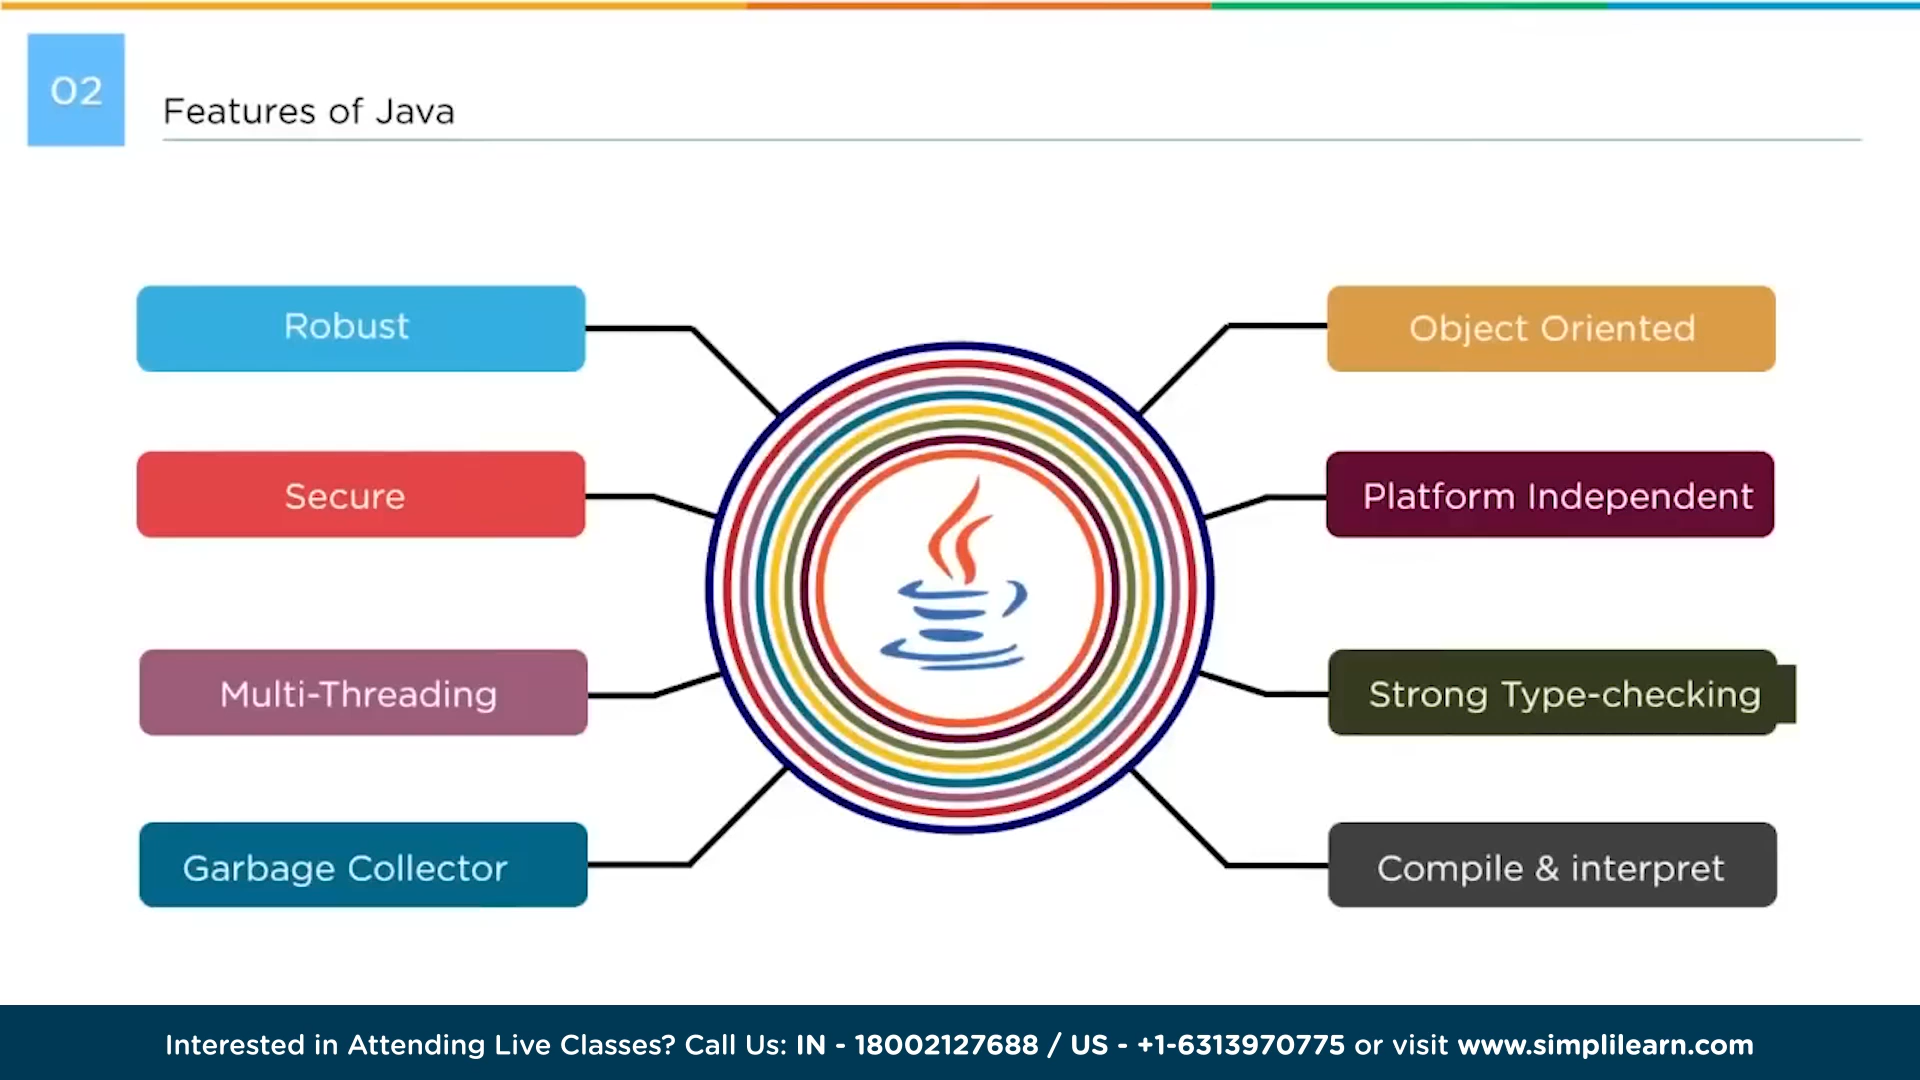 02
Features of Java
Robust
Object Oriented
Secure
Platform Independent
Multi-Threading
Strong Type-checking
Garbage Collector
Compile & interpret
Interested in Attending Live Classes? Call Us: IN - 18002127688 / US - +1-6313970775 or visit www.simplilearn.com